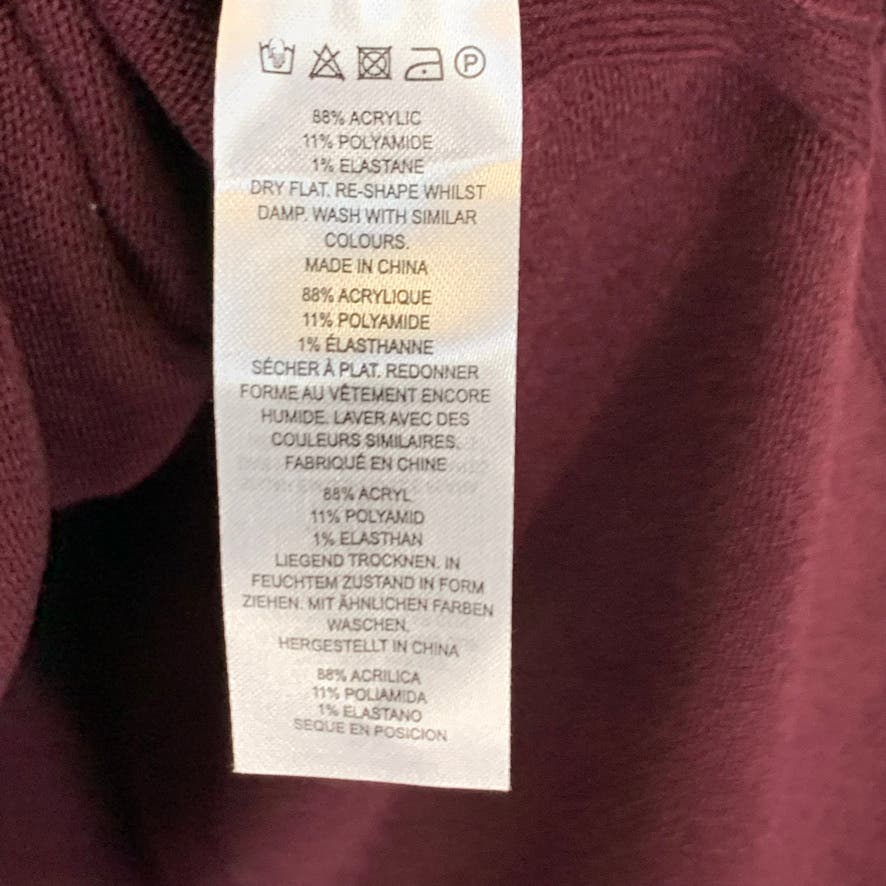 P
88% ACRYLIC
11% POLYAMIDE
1% ELASTANE
DRY FLAT. RE-SHAPE WHILST
DAMP. WASH WITH SIMILAR
COLOURS.
MADE IN CHINA
88% ACRYLIQUE
11% POLYAMIDE
1% ÉLASTHANNE
SÉCHER À PLAT. REDONNER
FORME AU VÊTEMENT ENCORE
HUMIDE. LAVER AVEC DES
COULEURS SIMILAIRES.
FABRIQUÉ EN CHINE
88% ACRYL
11% POLYAMID
1% ELASTHAN
LIEGEND TROCKNEN. IN
FEUCHTEM ZUSTAND IN FORM
ZIEHEN. MIT ÄHNLICHEN FARBEN
WASCHEN.
HERGESTELLT IN CHINA
88% ACRILICA
11% POLIAMIDA
1% ELASTANO
SEQUE EN POSICION